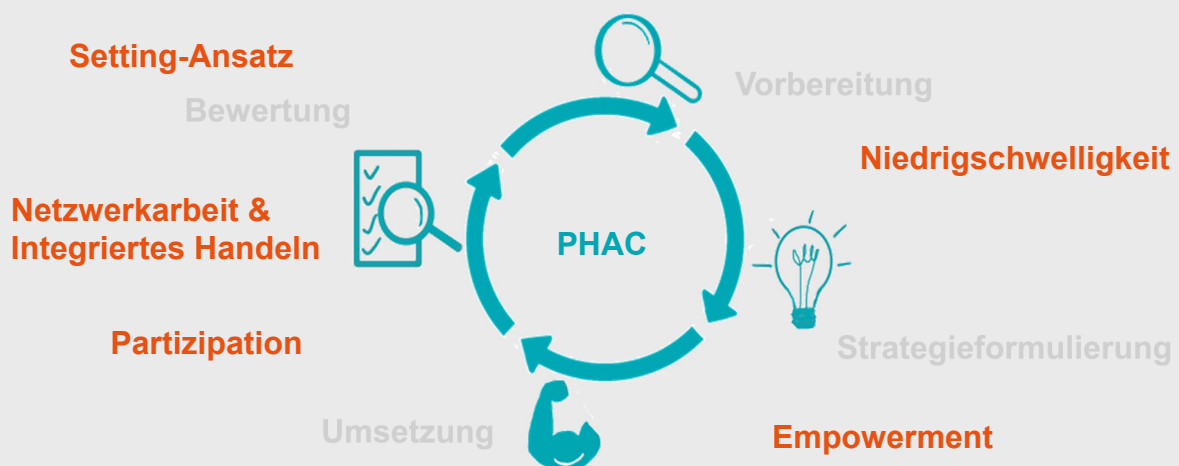 Setting-Ansatz
Vorbereitung
Bewertung
Niedrigschwelligkeit
Netzwerkarbeit &
Integriertes Handeln
PHAC
Partizipation
Strategieformulierung
Umsetzung
Empowerment